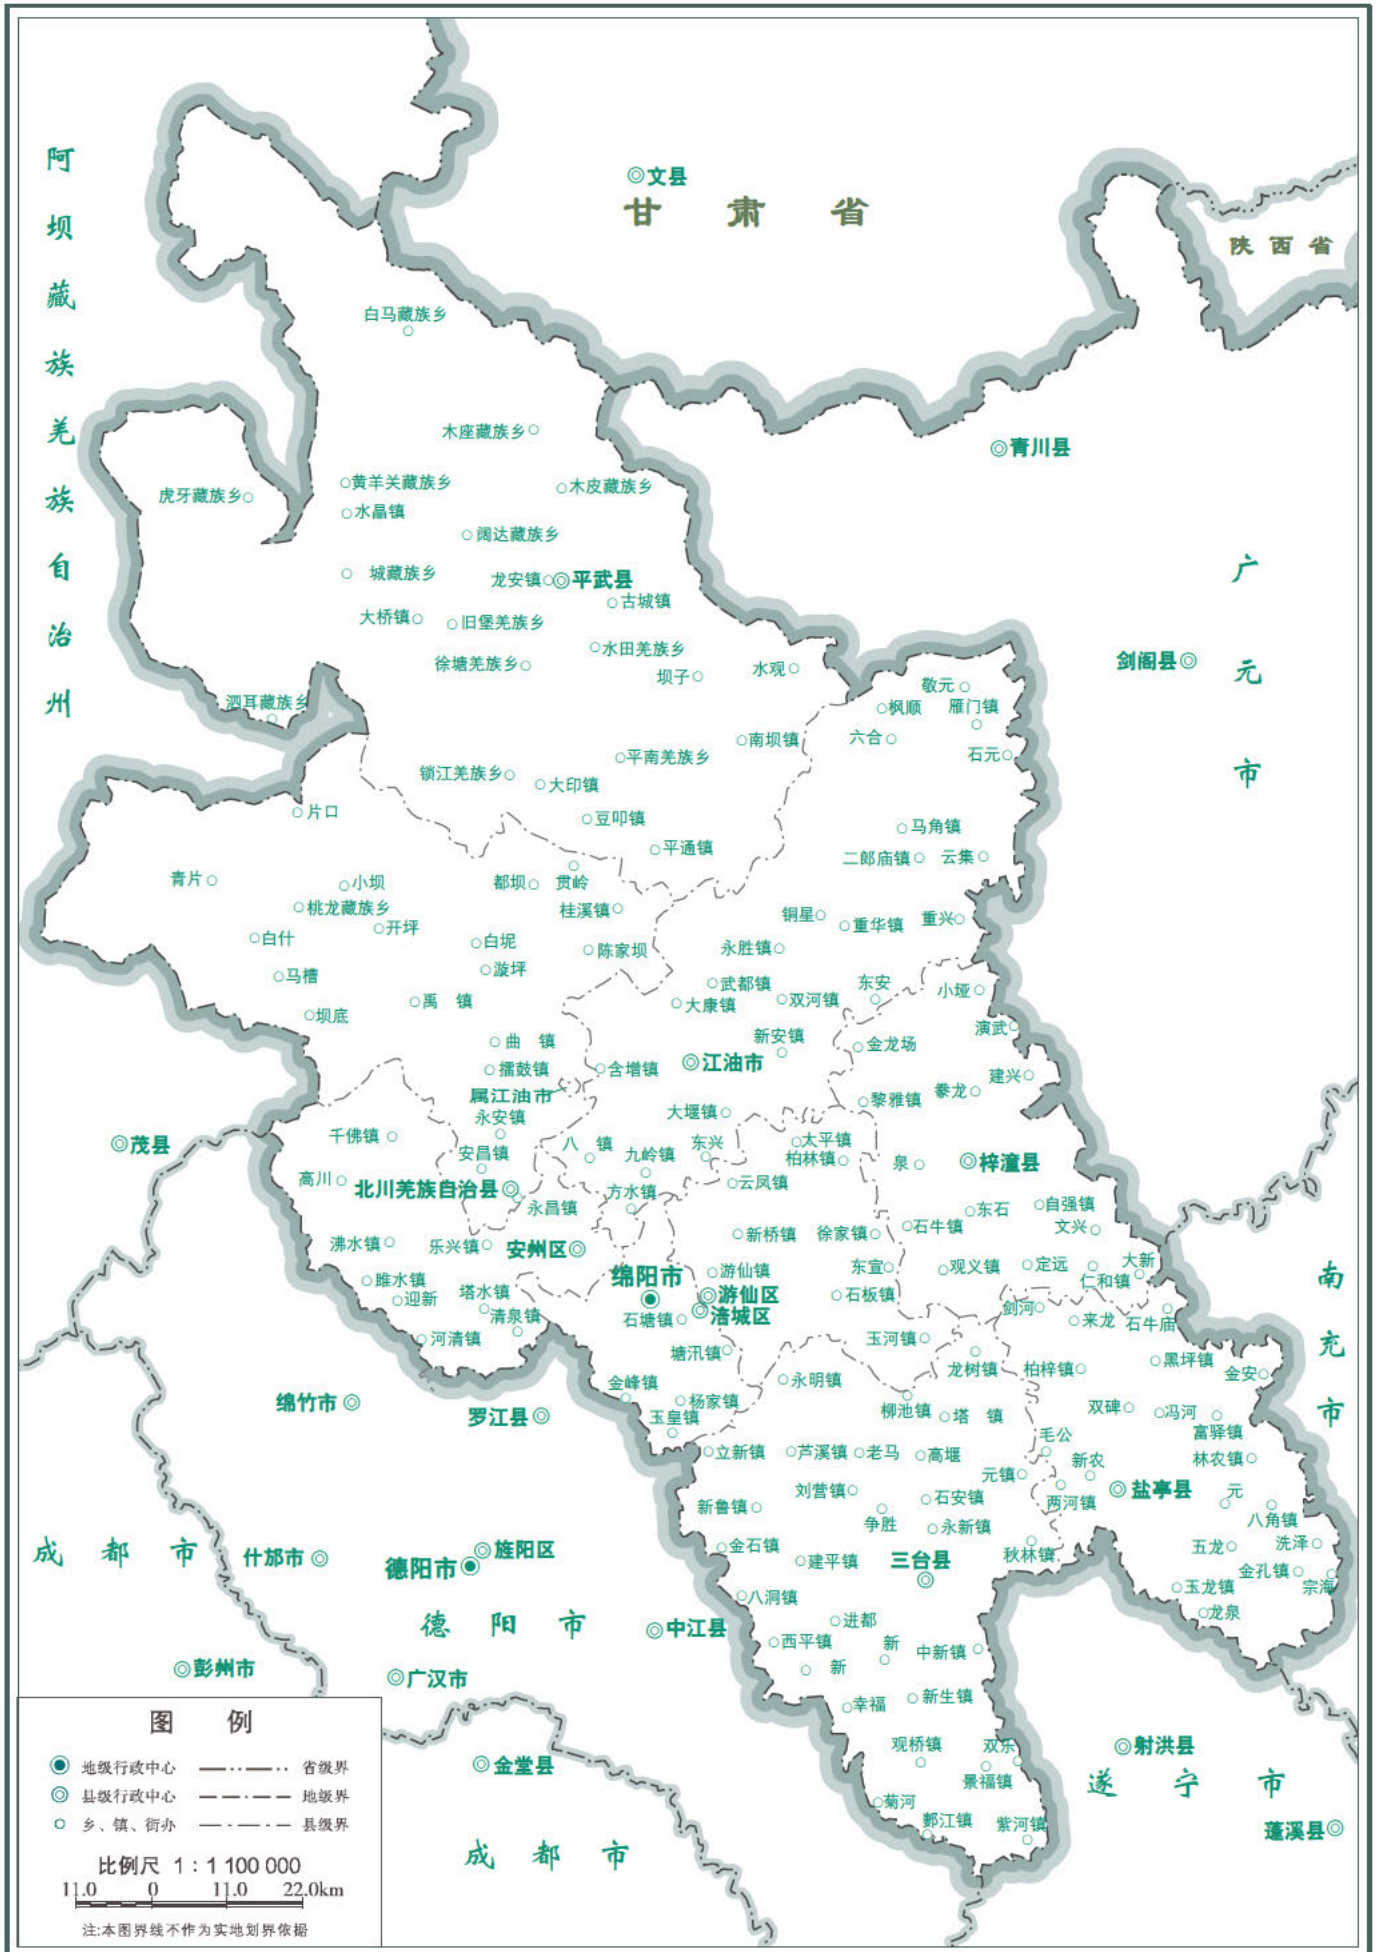 阿坝藏族羌族自治州
文县
甘肃省
陕西省
白马藏族乡
木座藏族乡
青川县
黄羊关藏族乡
木皮藏族乡
虎牙藏族乡
水晶镇
阔达藏族乡
广元市
城藏族乡
龙安镇
平武县
古城镇
大桥镇
旧堡羌族乡
水田羌族乡
徐塘羌族乡
坝子
水观
剑阁县
敬元
泗耳藏族乡
枫顺
雁门镇
六合
南坝镇
石元
平南羌族乡
锁江羌族乡
大印镇
片口
豆叩镇
马角镇
平通镇
二郎庙镇
云集
青片
小坝
都坝
贯岭
桃龙藏族乡
桂溪镇
铜星
重华镇
重兴
开坪
白什
白坭
陈家坝
永胜镇
马槽
漩坪
武都镇
东安
小垭
禹 镇
大康镇
双河镇
坝底
演武
曲 镇
新安镇
金龙场
擂鼓镇
含增镇
江油市
建兴
豢龙
属江油市
黎雅镇
大堰镇
永安镇
千佛镇
茂县
八 镇
东兴
太平镇
安昌镇
九岭镇
柏林镇
泉
梓潼县
高川
北川羌族自治县
方水镇
云凤镇
永昌镇
东石
自强镇
石牛镇
文兴
新桥镇
徐家镇
沸水镇
乐兴镇
安州区
东宣
观义镇
定远
大新
绵阳市
游仙镇
仁和镇
雎水镇
塔水镇
游仙区
石板镇
迎新
剑河
涪城区
石塘镇
清泉镇
来龙
石牛庙
河清镇
玉河镇
塘汛镇
龙树镇
柏梓镇
黑坪镇
金安
南充市
金峰镇
永明镇
杨家镇
绵竹市
罗江县
玉皇镇
柳池镇
塔 镇
双碑
冯河
富驿镇
毛公
立新镇
芦溪镇
老马
高堰
新农
林农镇
元镇
刘营镇
石安镇
两河镇
盐亭县
元
新鲁镇
争胜
永新镇
八角镇
成都市
什邡市
旌阳区
德阳市
金石镇
建平镇
三台县
秋林镇
五龙
洗泽
金孔镇
宗海
玉龙镇
八洞镇
龙泉
德阳市
中江县
进都
西平镇
新
中新镇
新
彭州市
广汉市
幸福
新生镇
观桥镇
双乐
射洪县
金堂县
景福镇
遂宁市
菊河
郪江镇
紫河镇
蓬溪县
成都市
图 例
地级行政中心 省级界
县级行政中心 地级界
乡、镇、街办 县级界
比例尺 1：1 100 000
11.0 0 11.0 22.0km
注:本图界线不作为实地划界依据